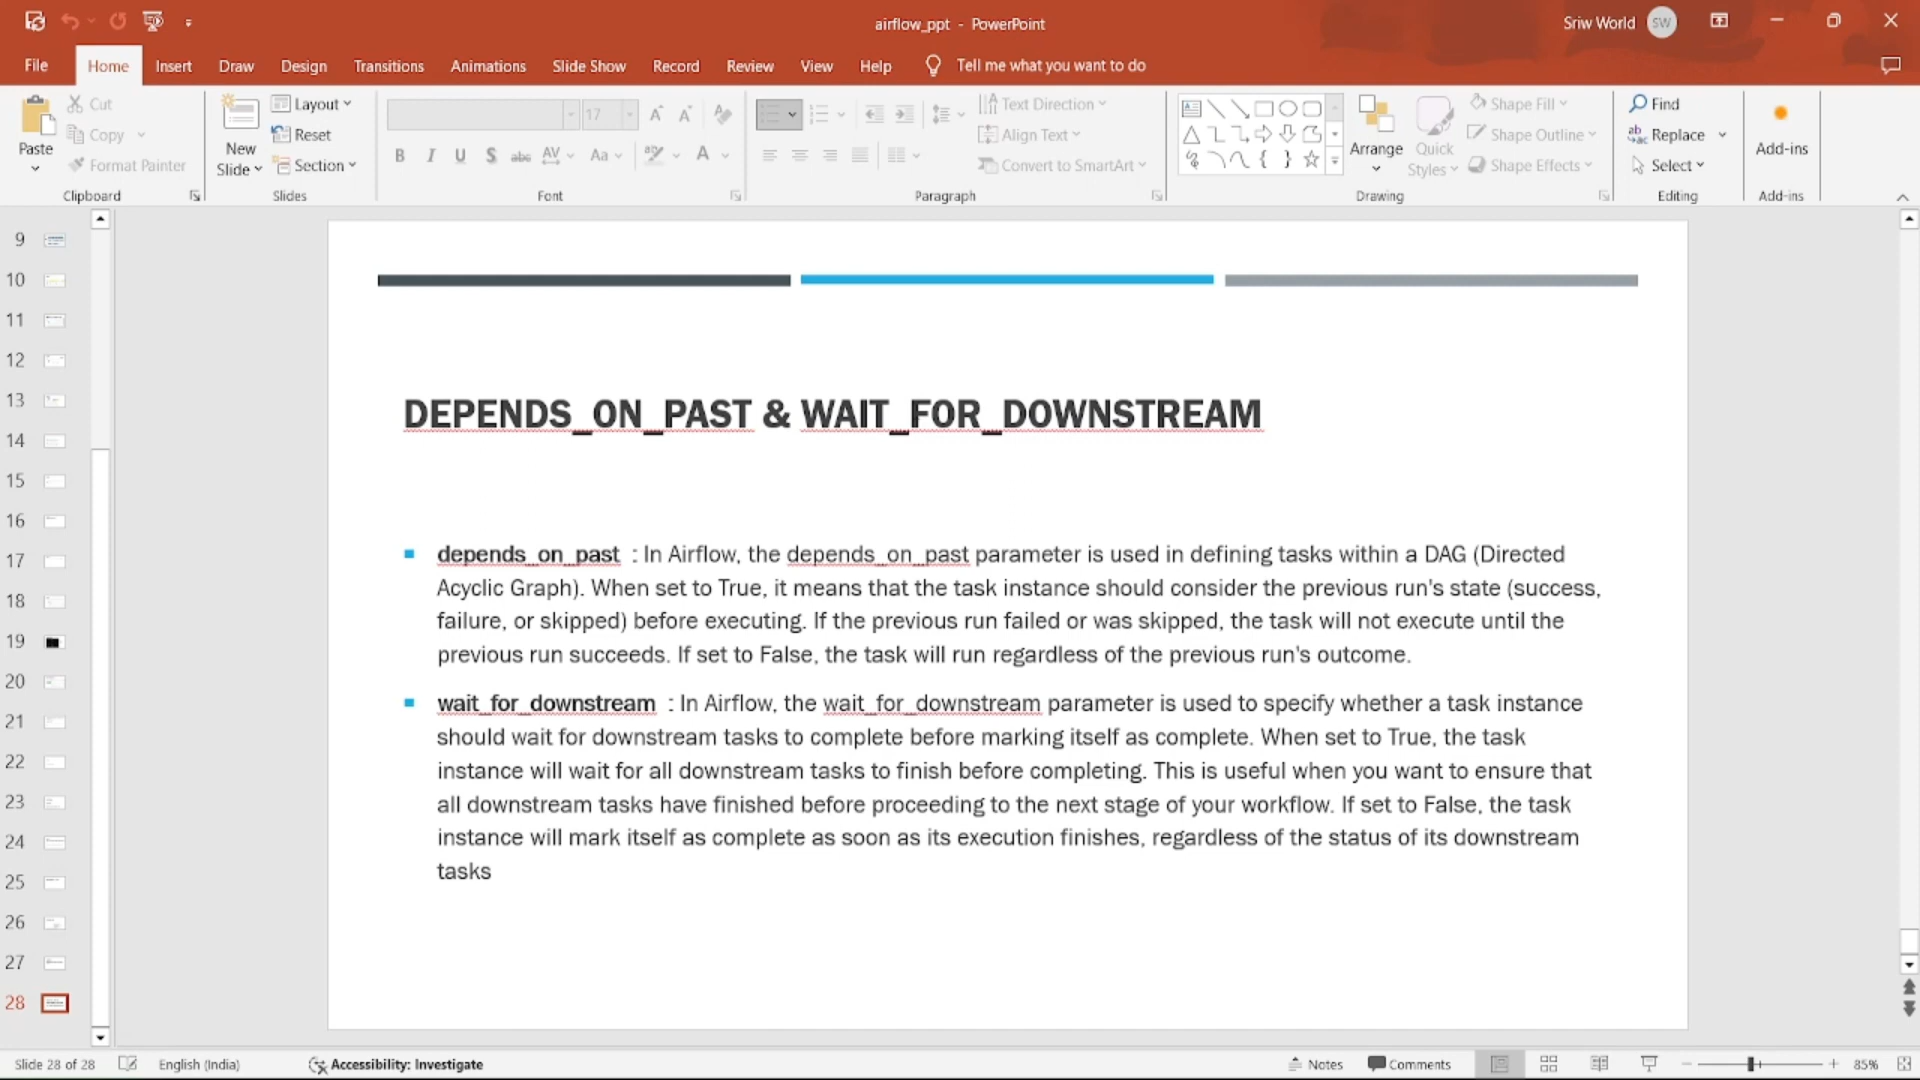 airflow_ppt - PowerPoint
Sriw World SW
File Home Insert Draw Design Transitions Animations Slide Show Record Review View Help Tell me what you want to do
Paste
Cut
Copy
Format Painter
Clipboard
New
Slide
Layout
Reset
Section
Slides
17
B I U S abc AV Aa A
Font
Text Direction
Align Text
Convert to SmartArt
Paragraph
Arrange
Quick
Styles
Shape Fill
Shape Outline
Shape Effects
Drawing
Find
Replace
Select
Editing
Add-ins
Add-ins
9
10
11
12
13
14
15
16
17
18
19
20
21
22
23
24
25
26
27
28
DEPENDS_ON_PAST & WAIT_FOR_DOWNSTREAM
depends_on_past : In Airflow, the depends_on_past parameter is used in defining tasks within a DAG (Directed
Acyclic Graph). When set to True, it means that the task instance should consider the previous run's state (success,
failure, or skipped) before executing. If the previous run failed or was skipped, the task will not execute until the
previous run succeeds. If set to False, the task will run regardless of the previous run's outcome.
wait_for_downstream : In Airflow, the wait_for_downstream parameter is used to specify whether a task instance
should wait for downstream tasks to complete before marking itself as complete. When set to True, the task
instance will wait for all downstream tasks to finish before completing. This is useful when you want to ensure that
all downstream tasks have finished before proceeding to the next stage of your workflow. If set to False, the task
instance will mark itself as complete as soon as its execution finishes, regardless of the status of its downstream
tasks
Slide 28 of 28 English (India) Accessibility: Investigate Notes Comments 85%